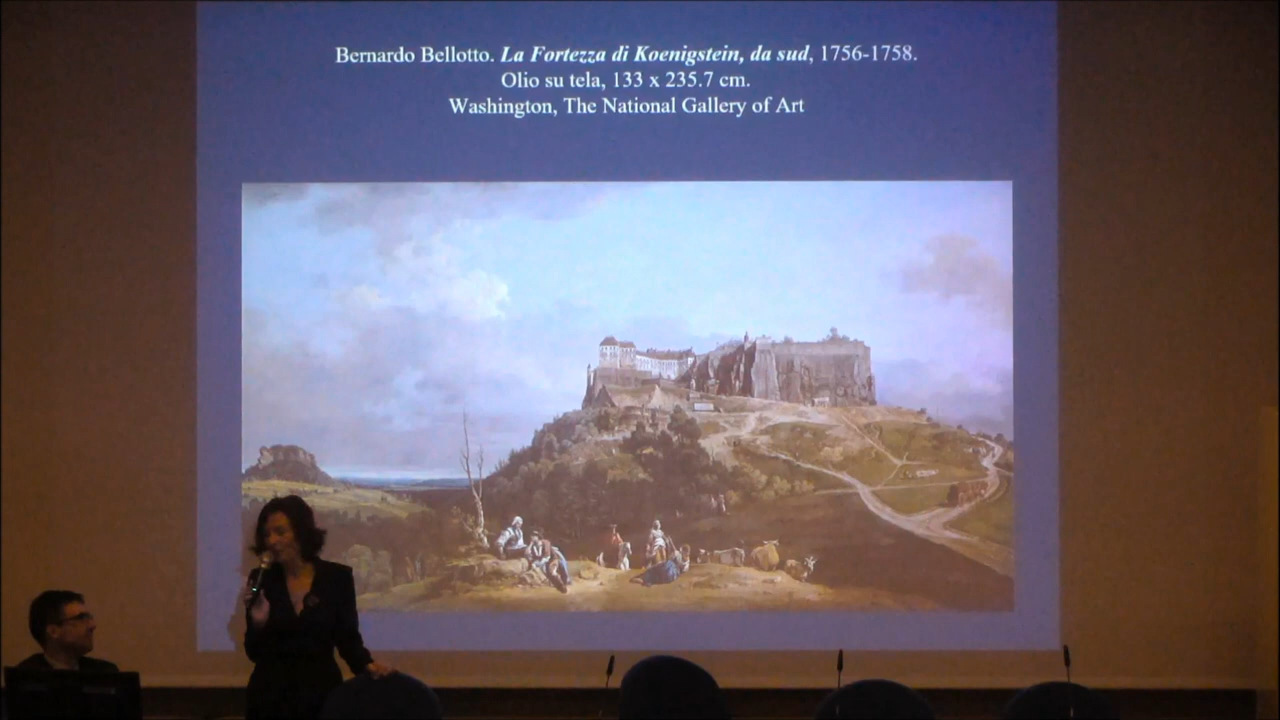 Bernardo Bellotto. La Fortezza di Koenigstein, da sud, 1756-1758.
Olio su tela, 133 x 235.7 cm.
Washington, The National Gallery of Art